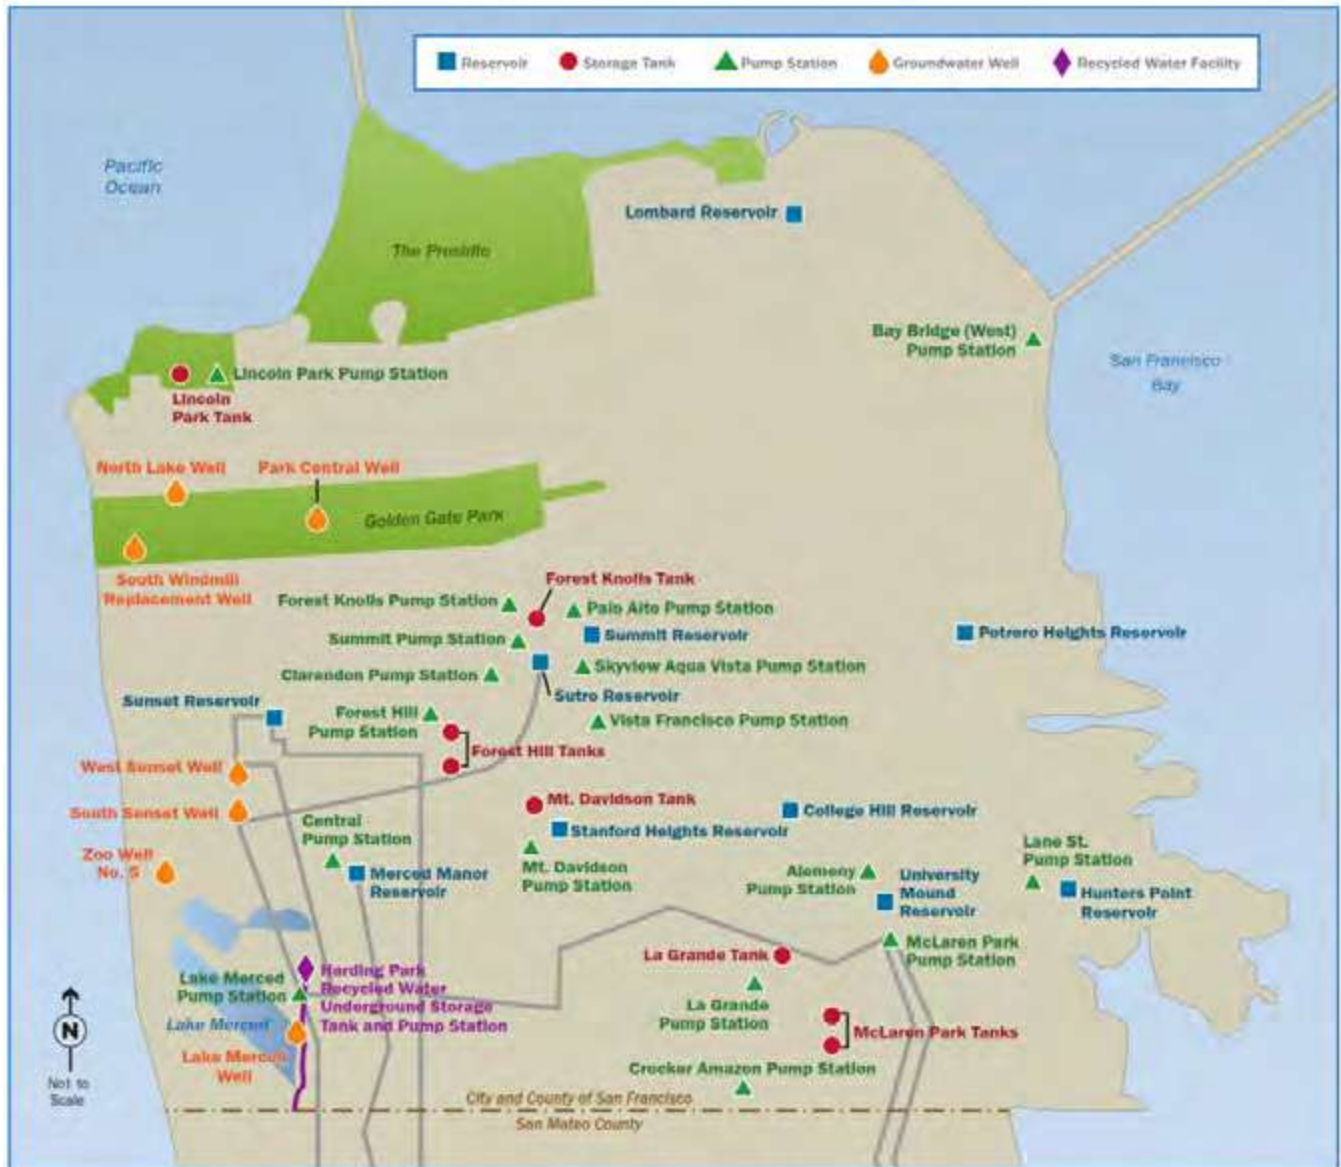 Reservoir
Storage Tank
Pump Station
Groundwater Well
Recycled Water Facility
Pacific
Ocean
Lombard Reservoir
The Presidio
Bay Bridge (West)
Pump Station
San Francisco
Bay
Lincoln Park Pump Station
Lincoln
Park Tank
North Lake Well
Park Central Well
Golden Gate Park
South Windmill
Replacement Well
Forest Knolls Tank
Forest Knolls Pump Station
Palo Alto Pump Station
Summit Pump Station
Summit Reservoir
Potrero Heights Reservoir
Clarendon Pump Station
Skyview Aqua Vista Pump Station
Sutro Reservoir
Sunset Reservoir
Forest Hill
Pump Station
Vista Francisco Pump Station
Forest Hill Tanks
West Sunset Well
South Sunset Well
Mt. Davidson Tank
College Hill Reservoir
Stanford Heights Reservoir
Central
Pump Station
Zoo Well
No. 5
Merced Manor
Reservoir
Mt. Davidson
Pump Station
Alemeny
Pump Station
University
Mound
Reservoir
Lane St.
Pump Station
Hunters Point
Reservoir
McLaren Park
Pump Station
La Grande Tank
Lake Merced
Pump Station
Harding Park
Recycled Water
Underground Storage
Tank and Pump Station
La Grande
Pump Station
Lake Merced
Lake Merced
Well
McLaren Park Tanks
Crocker Amazon Pump Station
N
Not to
Scale
City and County of San Francisco
San Mateo County